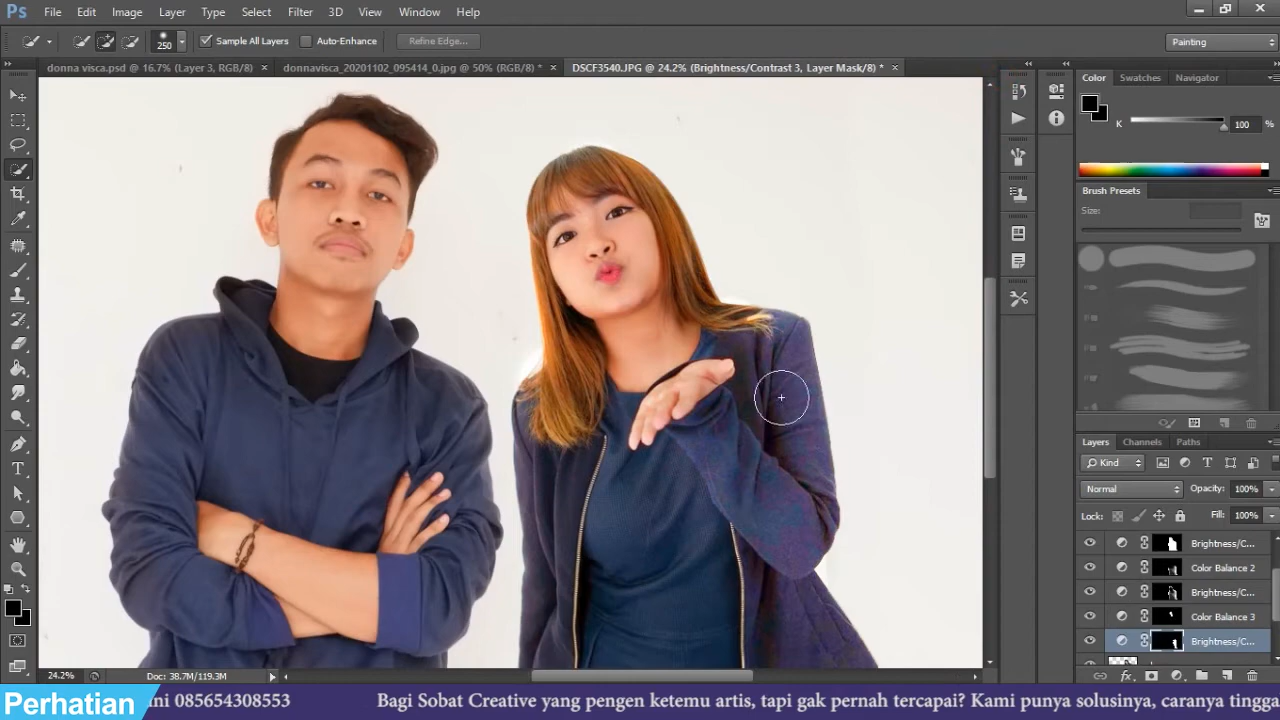 Ps File Edit Image Layer Type Select Filter 3D View Window Help
250 Sample All Layers Auto-Enhance Refine Edge... Painting
donna visca.psd @ 16.7% (Layer 3, RGB/8) × donnavisca_20201102_095414_0.jpg @ 50% (RGB/8) * × DSCF3540.JPG @ 24.2% (Brightness/Contrast 3, Layer Mask/8) * ×
Color Swatches Navigator
K 100 %
Brush Presets
Size:
Layers Channels Paths
Kind
Normal Opacity: 100%
Lock: Fill: 100%
Brightness/C...
Color Balance 2
Brightness/C...
Color Balance 3
Brightness/C...
24.2% Doc: 38.7M/119.3M
Perhatian ini 085654308553 Bagi Sobat Creative yang pengen ketemu artis, tapi gak pernah tercapai? Kami punya solusinya, caranya tingga